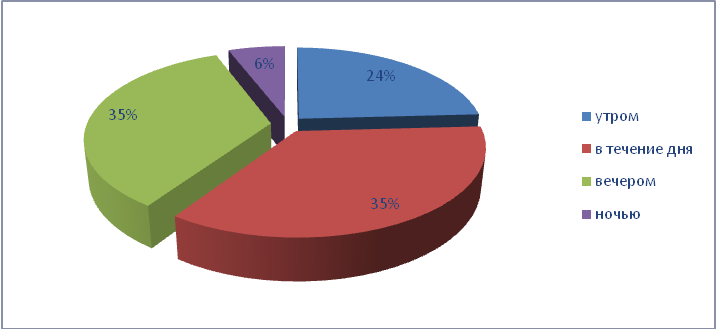 6%
24%
35%
35%
утром
в течение дня
вечером
ночью